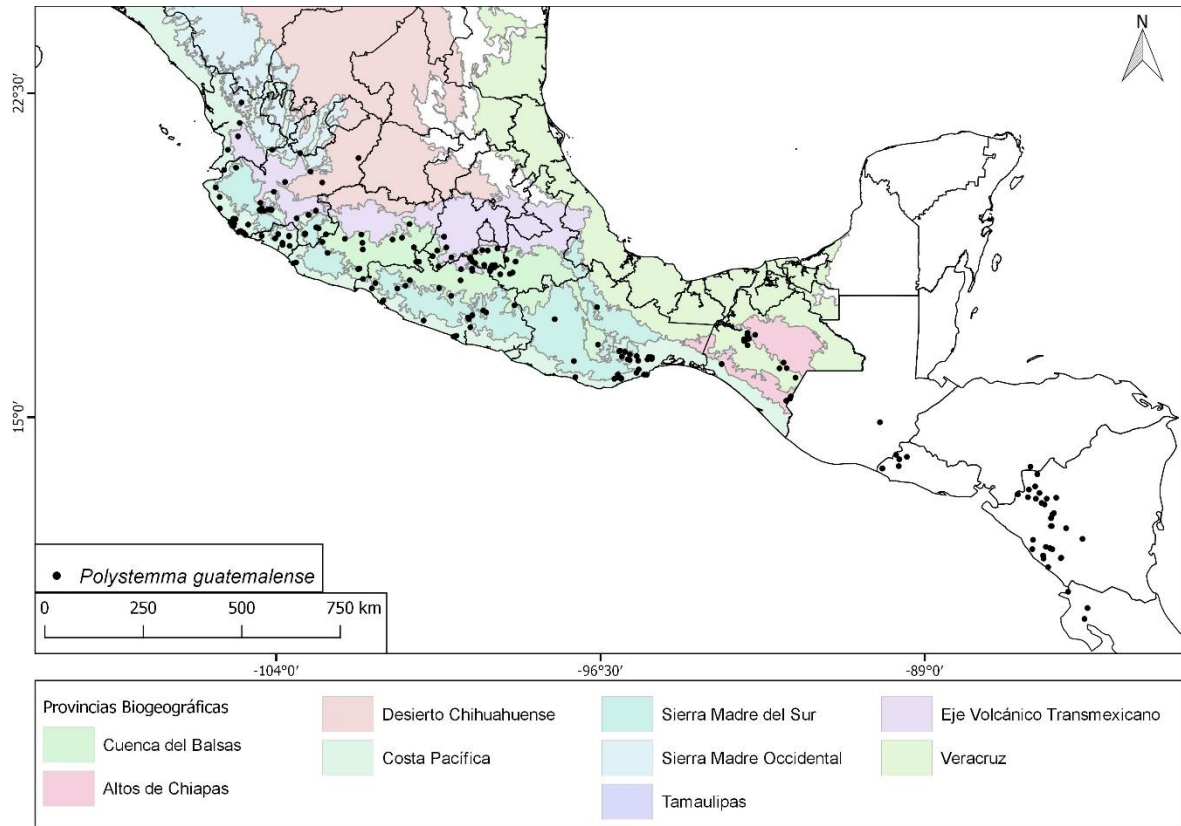 N
22°30'
15°0'
Polystemma guatemalense
0 250 500 750 km
-104°0' -96°30' -89°0'
Provincias Biogeográficas
Cuenca del Balsas
Altos de Chiapas
Desierto Chihuahuense
Costa Pacífica
Sierra Madre del Sur
Sierra Madre Occidental
Tamaulipas
Eje Volcánico Transmexicano
Veracruz